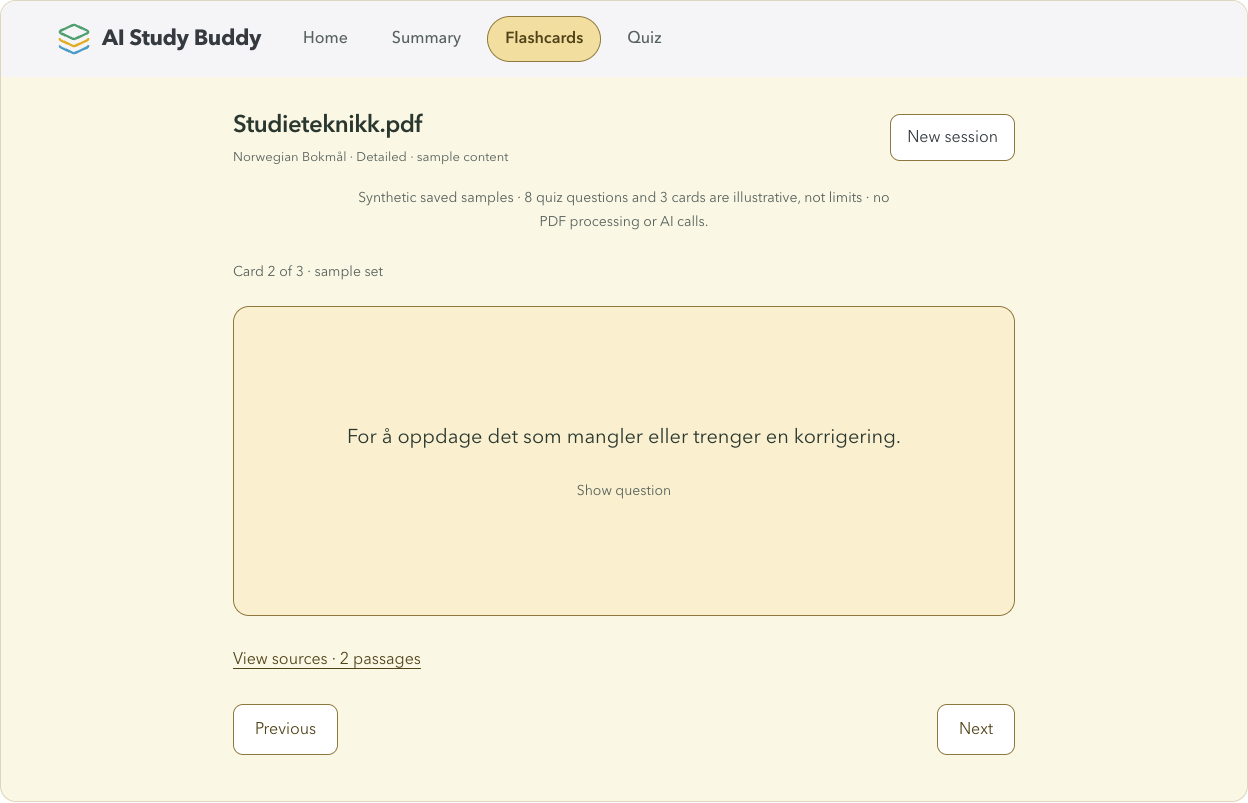 AI Study Buddy
Home
Summary
Flashcards
Quiz
Studieteknikk.pdf
Norwegian Bokmål · Detailed · sample content
New session
Synthetic saved samples · 8 quiz questions and 3 cards are illustrative, not limits · no
PDF processing or AI calls.
Card 2 of 3 · sample set
For å oppdage det som mangler eller trenger en korrigering.
Show question
View sources · 2 passages
Previous
Next